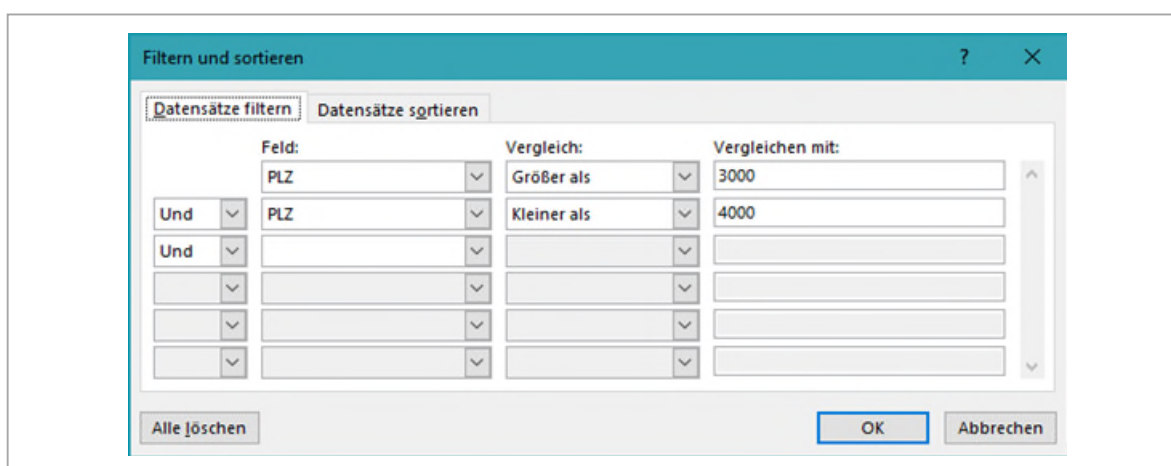 Filtern und sortieren ?
Datensätze filtern Datensätze sortieren
Feld: Vergleich: Vergleichen mit:
PLZ Größer als 3000
Und PLZ Kleiner als 4000
Und
Alle löschen OK Abbrechen